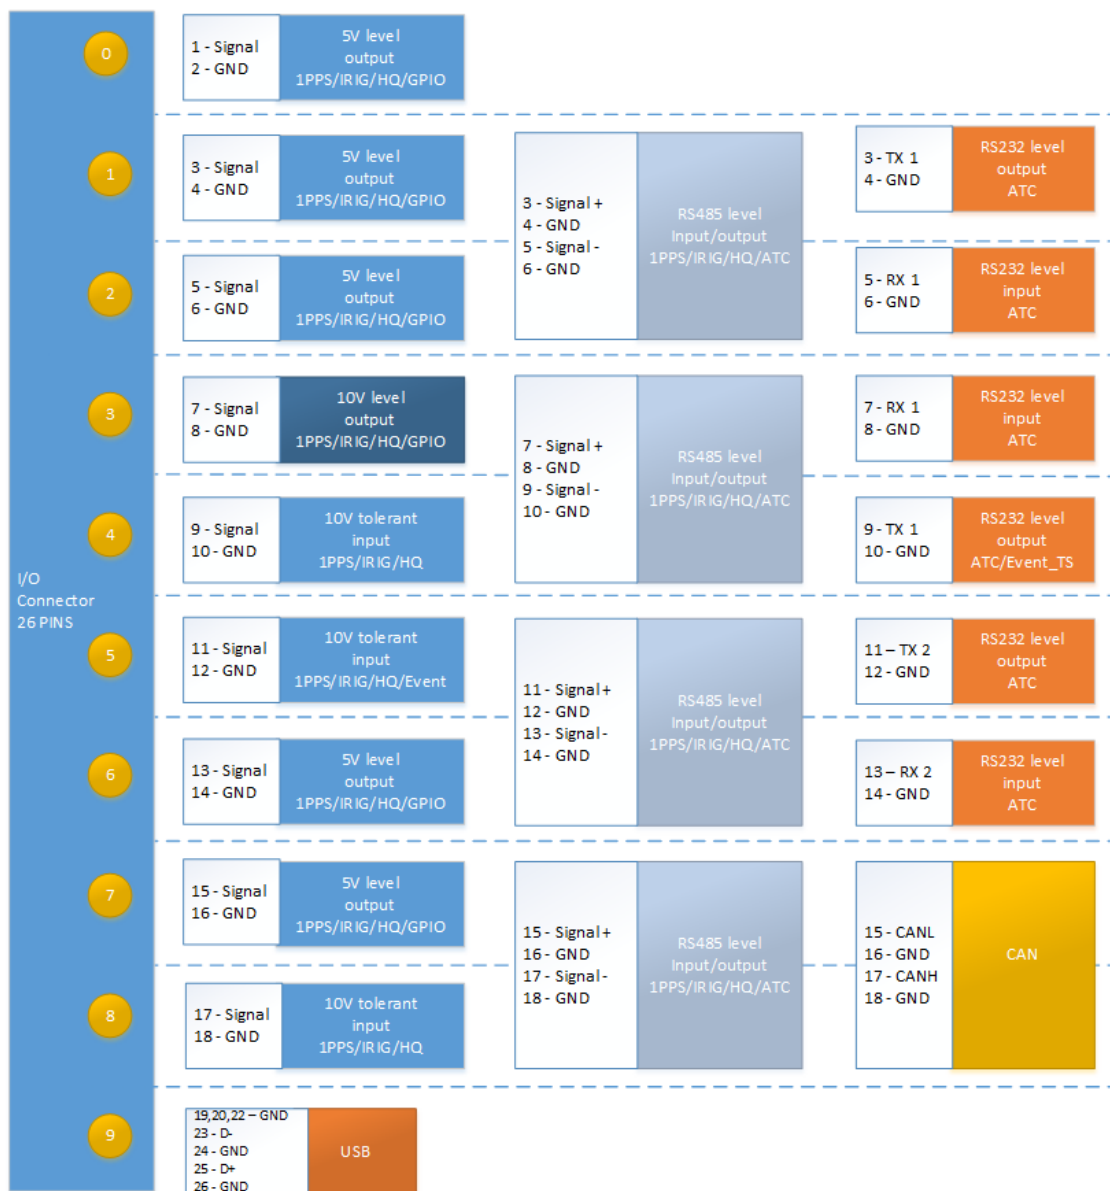 I/O
Connector
26 PINS
0
1 - Signal
2 - GND
5V level
output
1PPS/IRIG/HQ/GPIO
1
3 - Signal
4 - GND
5V level
output
1PPS/IRIG/HQ/GPIO
3 - Signal +
4 - GND
5 - Signal -
6 - GND
RS485 level
Input/output
1PPS/IRIG/HQ/ATC
3 - TX 1
4 - GND
RS232 level
output
ATC
2
5 - Signal
6 - GND
5V level
output
1PPS/IRIG/HQ/GPIO
5 - RX 1
6 - GND
RS232 level
input
ATC
3
7 - Signal
8 - GND
10V level
output
1PPS/IRIG/HQ/GPIO
7 - Signal +
8 - GND
9 - Signal -
10 - GND
RS485 level
Input/output
1PPS/IRIG/HQ/ATC
7 - RX 1
8 - GND
RS232 level
input
ATC
4
9 - Signal
10 - GND
10V tolerant
input
1PPS/IRIG/HQ
9 - TX 1
10 - GND
RS232 level
output
ATC/Event_TS
5
11 - Signal
12 - GND
10V tolerant
input
1PPS/IRIG/HQ/Event
11 - Signal +
12 - GND
13 - Signal -
14 - GND
RS485 level
Input/output
1PPS/IRIG/HQ/ATC
11 – TX 2
12 - GND
RS232 level
output
ATC
6
13 - Signal
14 - GND
5V level
output
1PPS/IRIG/HQ/GPIO
13 – RX 2
14 - GND
RS232 level
input
ATC
7
15 - Signal
16 - GND
5V level
output
1PPS/IRIG/HQ/GPIO
15 - Signal +
16 - GND
17 - Signal -
18 - GND
RS485 level
Input/output
1PPS/IRIG/HQ/ATC
15 - CANL
16 - GND
17 - CANH
18 - GND
CAN
8
17 - Signal
18 - GND
10V tolerant
input
1PPS/IRIG/HQ
9
19,20,22 – GND
23 - D-
24 - GND
25 - D+
26 - GND
USB